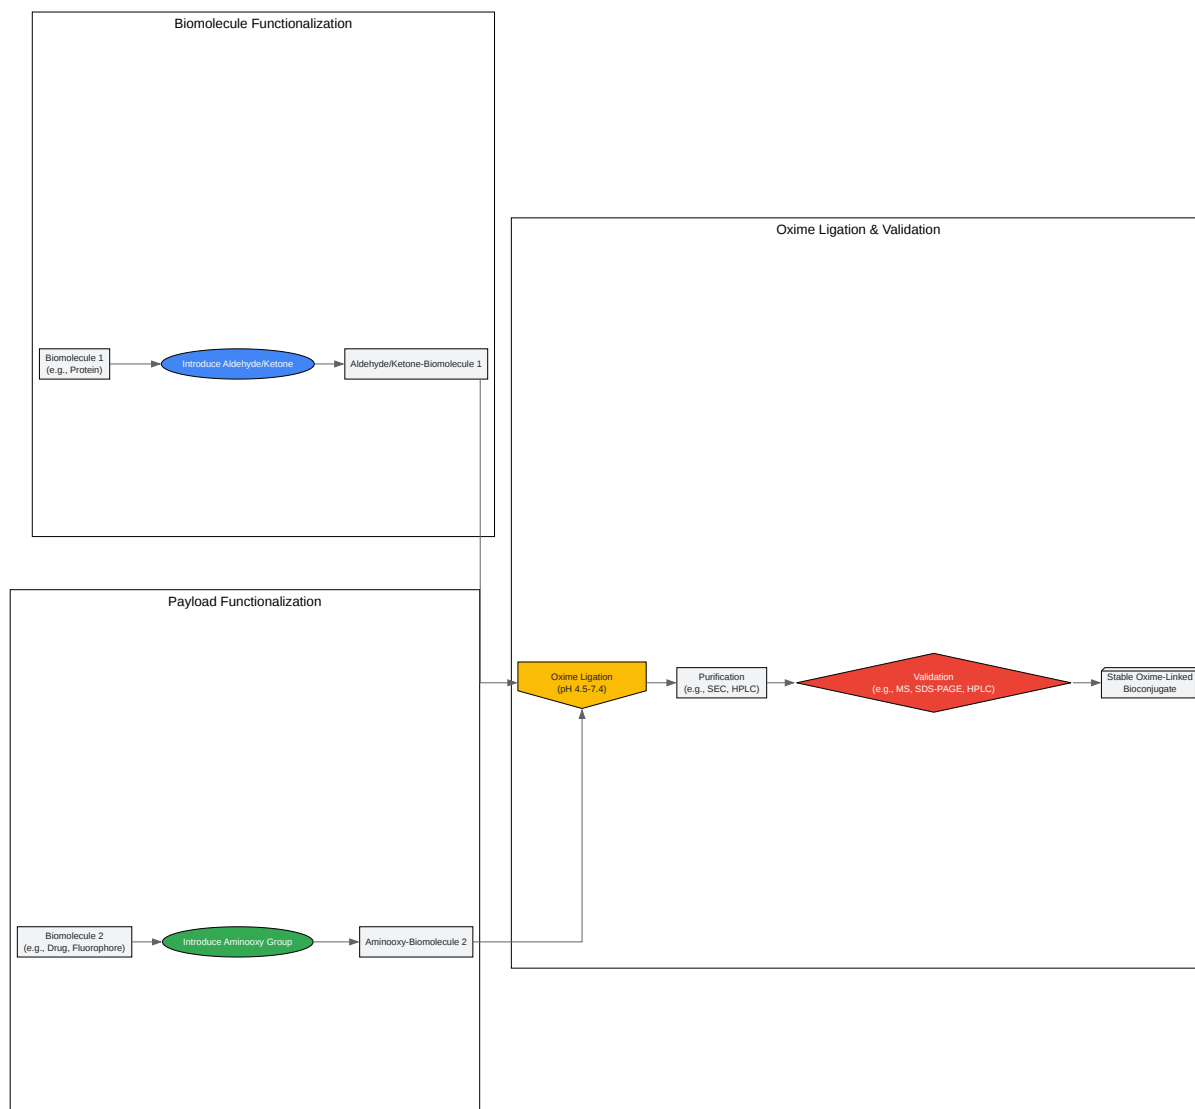 Biomolecule Functionalization
Biomolecule 1
(e.g., Protein)
Introduce Aldehyde/Ketone
Aldehyde/Ketone-Biomolecule 1
Payload Functionalization
Biomolecule 2
(e.g., Drug, Fluorophore)
Introduce Aminooxy Group
Aminooxy-Biomolecule 2
Oxime Ligation & Validation
Oxime Ligation
(pH 4.5-7.4)
Purification
(e.g., SEC, HPLC)
Validation
(e.g., MS, SDS-PAGE, HPLC)
Stable Oxime-Linked
Bioconjugate